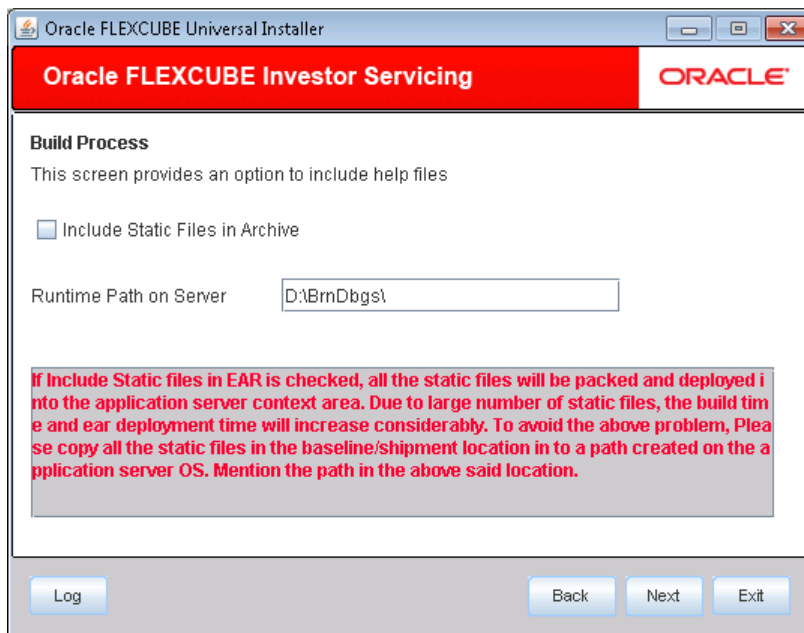 Oracle FLEXCUBE Universal Installer
Oracle FLEXCUBE Investor Servicing
ORACLE
Build Process
This screen provides an option to include help files
Include Static Files in Archive
Runtime Path on Server D:\BrnDbgs\
If Include Static files in EAR is checked, all the static files will be packed and deployed i
nto the application server context area. Due to large number of static files, the build tim
e and ear deployment time will increase considerably. To avoid the above problem, Plea
se copy all the static files in the baseline/shipment location in to a path created on the a
pplication server OS. Mention the path in the above said location.
Log Back Next Exit